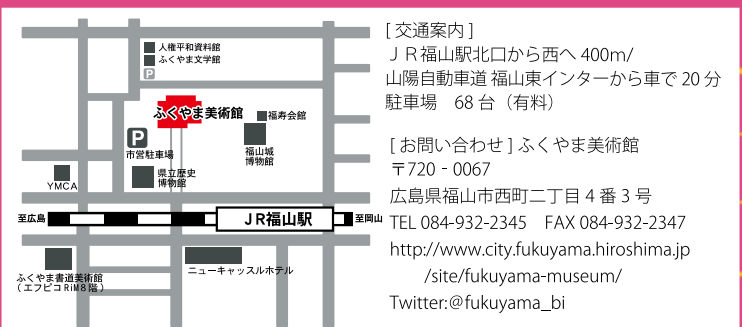 人権平和資料館
ふくやま文学館
P
ふくやま美術館
福寿会館
P
市営駐車場
福山城
博物館
県立歴史
博物館
YMCA
至広島
JR福山駅
至岡山
ふくやま書道美術館
(エフピコRiM8階)
ニューキャッスルホテル
[ 交通案内 ]
ＪＲ福山駅北口から西へ 400m/
山陽自動車道 福山東インターから車で 20 分
駐車場　68 台（有料）
[ お問い合わせ ] ふくやま美術館
〒720‐0067
広島県福山市西町二丁目 4 番 3 号
TEL 084-932-2345　FAX 084-932-2347
http://www.city.fukuyama.hiroshima.jp
/site/fukuyama-museum/
Twitter:@fukuyama_bi